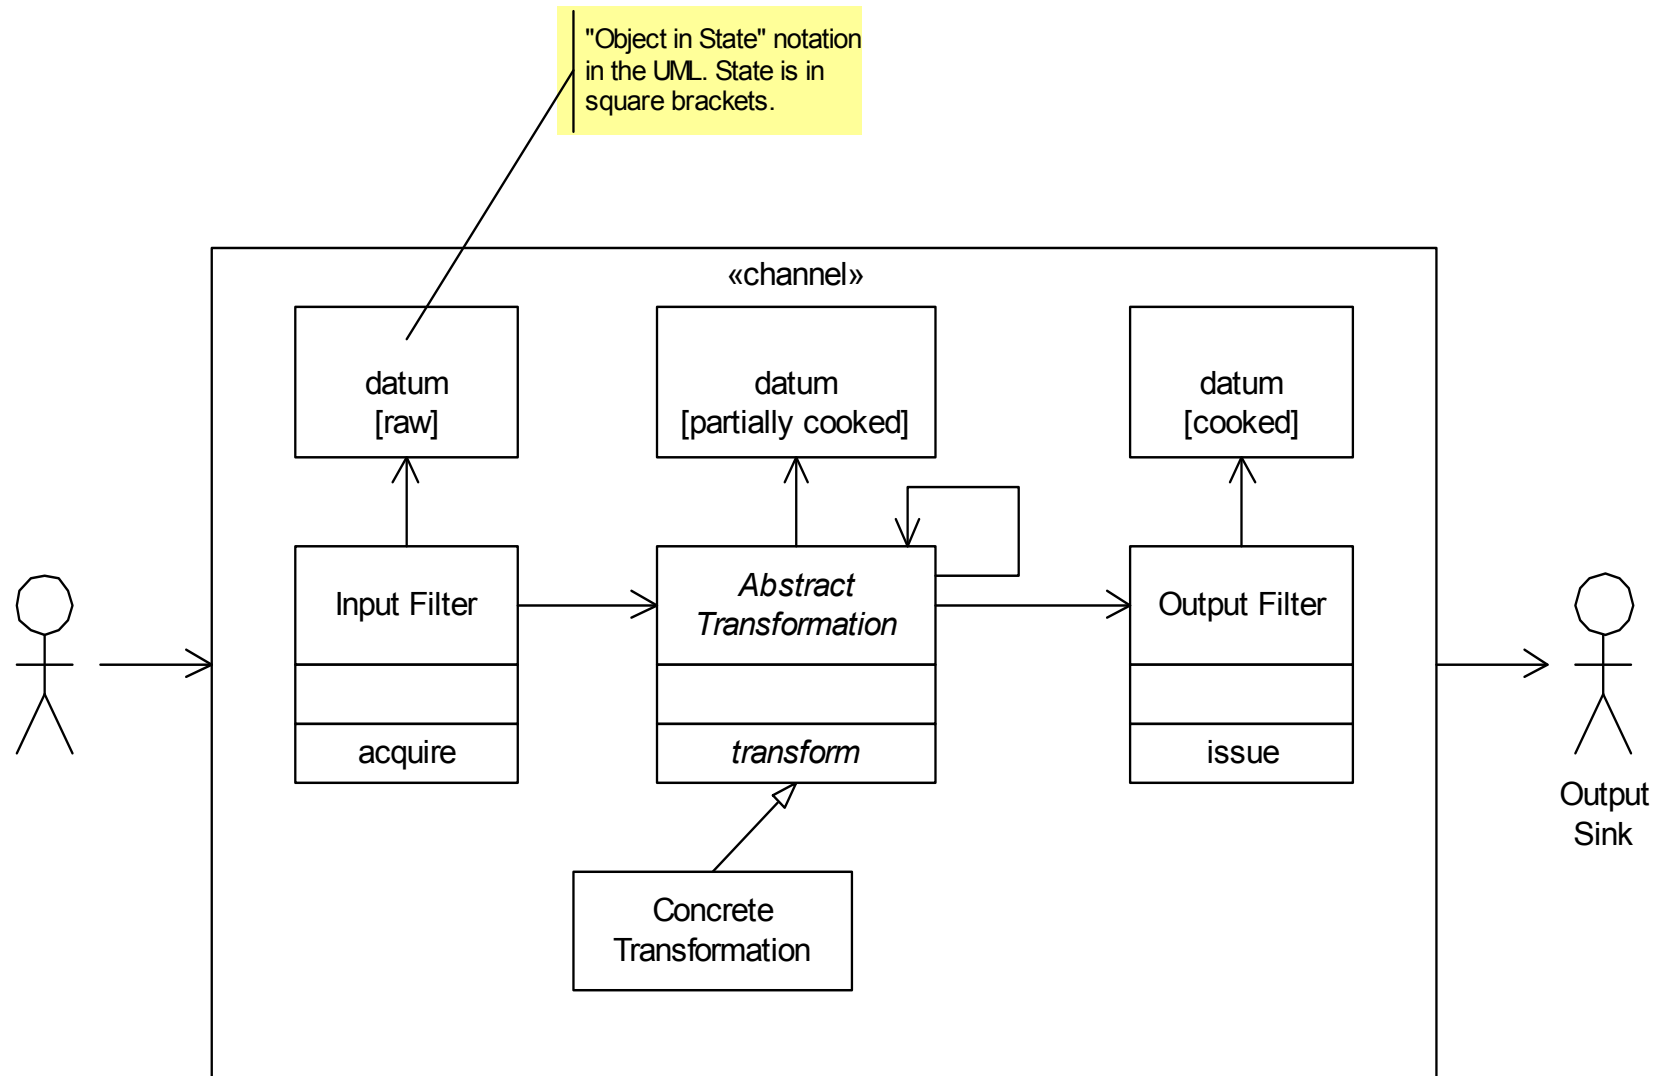 "Object in State" notation
in the UML. State is in
square brackets.
«channel»
datum
[raw]
datum
[partially cooked]
datum
[cooked]
Input Filter
acquire
Abstract
Transformation
transform
Output Filter
issue
Concrete
Transformation
Output
Sink